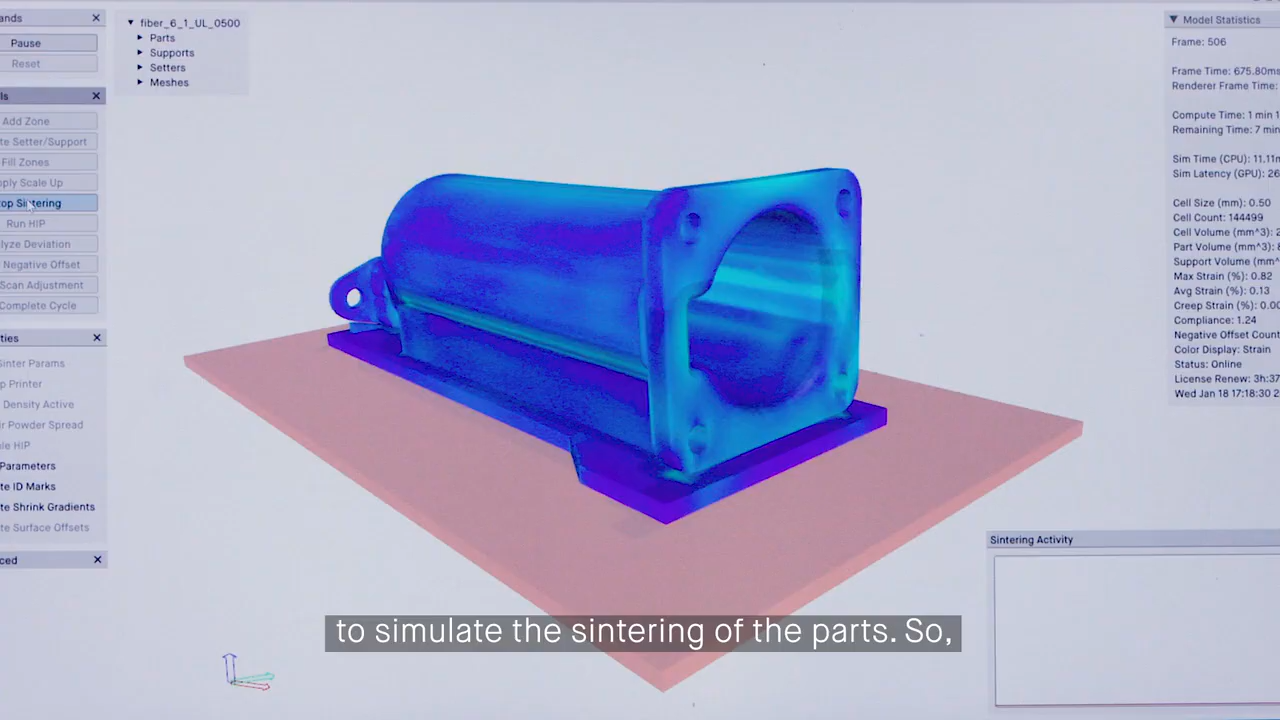 ands
Pause
Reset
ls
Add Zone
te Setter/Support
Fill Zones
pply Scale Up
top Sintering
Run HIP
lyze Deviation
Negative Offset
Scan Adjustment
Complete Cycle
ties
inter Params
p Printer
Density Active
ir Powder Spread
le HIP
Parameters
te ID Marks
te Shrink Gradients
te Surface Offsets
ced
fiber_6_1_UL_0500
Parts
Supports
Setters
Meshes
Model Statistics
Frame: 506
Frame Time: 675.80ms
Renderer Frame Time:
Compute Time: 1 min 1
Remaining Time: 7 min
Sim Time (CPU): 11.11m
Sim Latency (GPU): 26
Cell Size (mm): 0.50
Cell Count: 144499
Cell Volume (mm^3): 2
Part Volume (mm^3): 8
Support Volume (mm^
Max Strain (%): 0.82
Avg Strain (%): 0.13
Creep Strain (%): 0.00
Compliance: 1.24
Negative Offset Count
Color Display: Strain
Status: Online
License Renew: 3h:37
Wed Jan 18 17:18:30 2
Sintering Activity
to simulate the sintering of the parts. So,